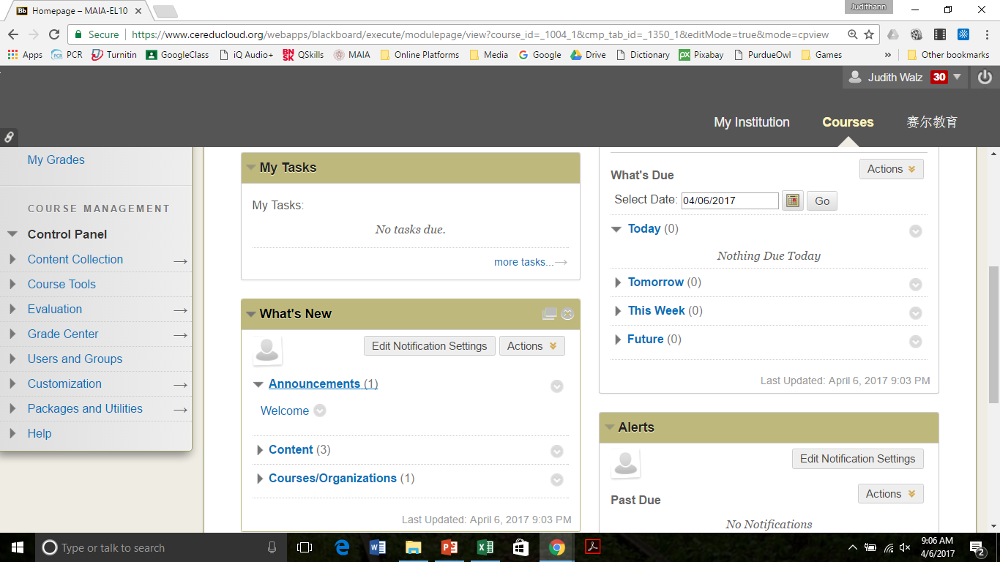 Judithann
Bb Homepage – MAIA-EL10
Secure https://www.cereducloud.org/webapps/blackboard/execute/modulepage/view?course_id=_1004_1&cmp_tab_id=_1350_1&editMode=true&mode=cpview
Apps PCR Turnitin GoogleClass iQ Audio+ QSkills MAIA Online Platforms Media Google Drive Dictionary Pixabay PurdueOwl Games » Other bookmarks
Judith Walz 30
My Institution Courses 赛尔教育
My Grades
COURSE MANAGEMENT
Control Panel
Content Collection
Course Tools
Evaluation
Grade Center
Users and Groups
Customization
Packages and Utilities
Help
My Tasks
My Tasks:
No tasks due.
more tasks...
What's New
Edit Notification Settings Actions
Announcements (1)
Welcome
Content (3)
Courses/Organizations (1)
Last Updated: April 6, 2017 9:03 PM
What's Due
Actions
Select Date: 04/06/2017 Go
Today (0)
Nothing Due Today
Tomorrow (0)
This Week (0)
Future (0)
Last Updated: April 6, 2017 9:03 PM
Alerts
Edit Notification Settings
Actions
Past Due
No Notifications
Type or talk to search
9:06 AM
4/6/2017
2